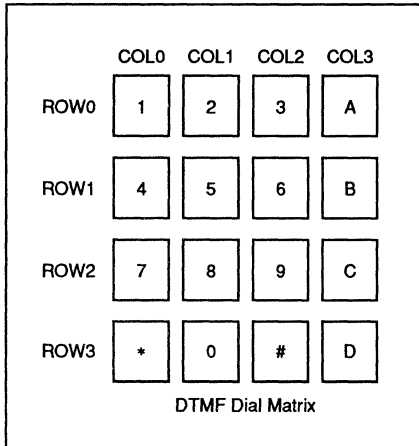 COL0 COL1 COL2 COL3
ROW0 1 2 3 A
ROW1 4 5 6 B
ROW2 7 8 9 C
ROW3 * 0 # D
DTMF Dial Matrix